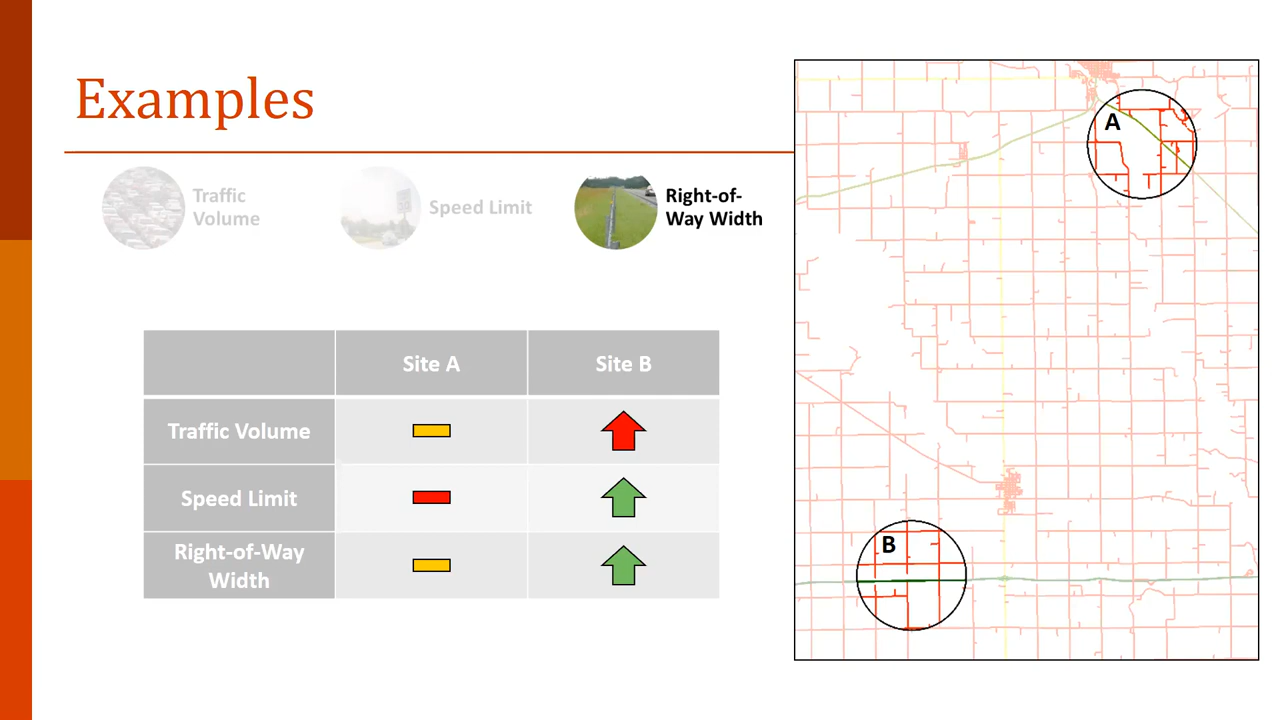 Examples
Traffic
Volume
Speed Limit
Right-of-
Way Width
Site A
Site B
Traffic Volume
Speed Limit
Right-of-Way
Width
A
B